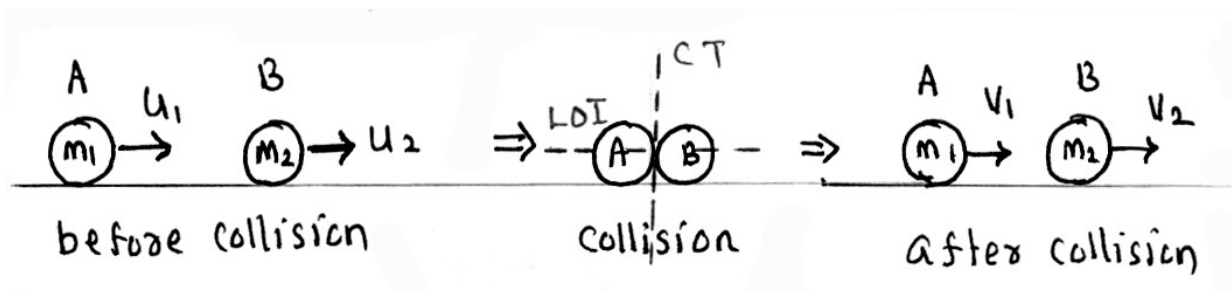 A B CT A B
u₁ u₂ LOI V₁ V₂
m₁ m₂ ⇒ A B ⇒ m₁ m₂
before collision collision after collision